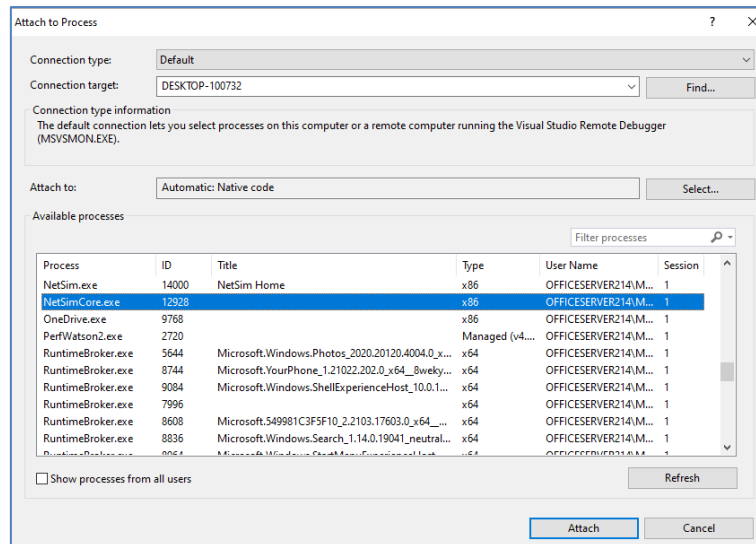 Attach to Process
Connection type: Default
Connection target: DESKTOP-100732 Find...
Connection type information
The default connection lets you select processes on this computer or a remote computer running the Visual Studio Remote Debugger
(MSVSMON.EXE).
Attach to: Automatic: Native code Select...
Available processes
Filter processes
Process ID Title Type User Name Session
NetSim.exe 14000 NetSim Home x86 OFFICESERVER214\M... 1
NetSimCore.exe 12928 x86 OFFICESERVER214\M... 1
OneDrive.exe 9768 x86 OFFICESERVER214\M... 1
PerfWatson2.exe 2720 Managed (v4.... OFFICESERVER214\M... 1
RuntimeBroker.exe 5644 Microsoft.Windows.Photos_2020.20120.4004.0_x... x64 OFFICESERVER214\M... 1
RuntimeBroker.exe 8744 Microsoft.YourPhone_1.21022.202.0_x64__8weky... x64 OFFICESERVER214\M... 1
RuntimeBroker.exe 9084 Microsoft.Windows.ShellExperienceHost_10.0.1... x64 OFFICESERVER214\M... 1
RuntimeBroker.exe 7996 x64 OFFICESERVER214\M... 1
RuntimeBroker.exe 8608 Microsoft.549981C3F5F10_2.2103.17603.0_x64__... x64 OFFICESERVER214\M... 1
RuntimeBroker.exe 8836 Microsoft.Windows.Search_1.14.0.19041_neutral... x64 OFFICESERVER214\M... 1
Show processes from all users Refresh
Attach Cancel